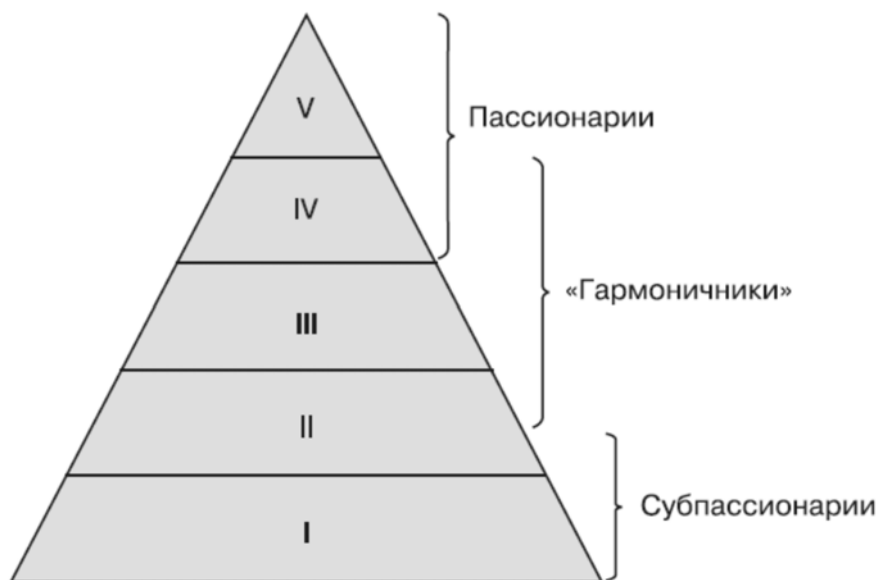 V
Пассионарии
IV
«Гармоничники»
III
II
Субпассионарии
I